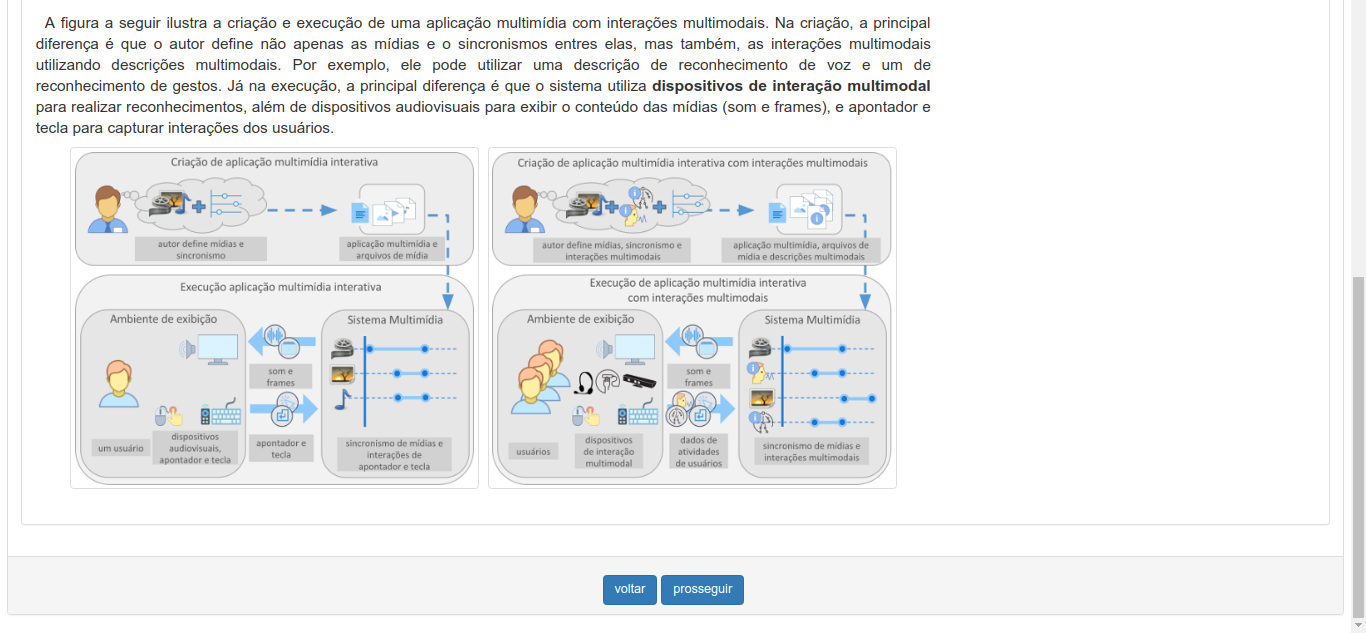 A figura a seguir ilustra a criação e execução de uma aplicação multimídia com interações multimodais. Na criação, a principal
diferença é que o autor define não apenas as mídias e o sincronismos entres elas, mas também, as interações multimodais
utilizando descrições multimodais. Por exemplo, ele pode utilizar uma descrição de reconhecimento de voz e um de
reconhecimento de gestos. Já na execução, a principal diferença é que o sistema utiliza dispositivos de interação multimodal
para realizar reconhecimentos, além de dispositivos audiovisuais para exibir o conteúdo das mídias (som e frames), e apontador e
tecla para capturar interações dos usuários.
Criação de aplicação multimídia interativa
autor define mídias e
sincronismo
aplicação multimídia e
arquivos de mídia
Execução aplicação multimídia interativa
Ambiente de exibição
Sistema Multimídia
som e
frames
um usuário
dispositivos
audiovisuais,
apontador e tecla
apontador e
tecla
sincronismo de mídias e
interações de
apontador e tecla
Criação de aplicação multimídia interativa com interações multimodais
autor define mídias, sincronismo e
interações multimodais
aplicação multimídia, arquivos de
mídia e descrições multimodais
Execução de aplicação multimídia interativa
com interações multimodais
Ambiente de exibição
Sistema Multimídia
som e
frames
usuários
dispositivos
de interação
multimodal
dados de
atividades
de usuários
sincronismo de mídias e
interações multimodais
voltar
prosseguir